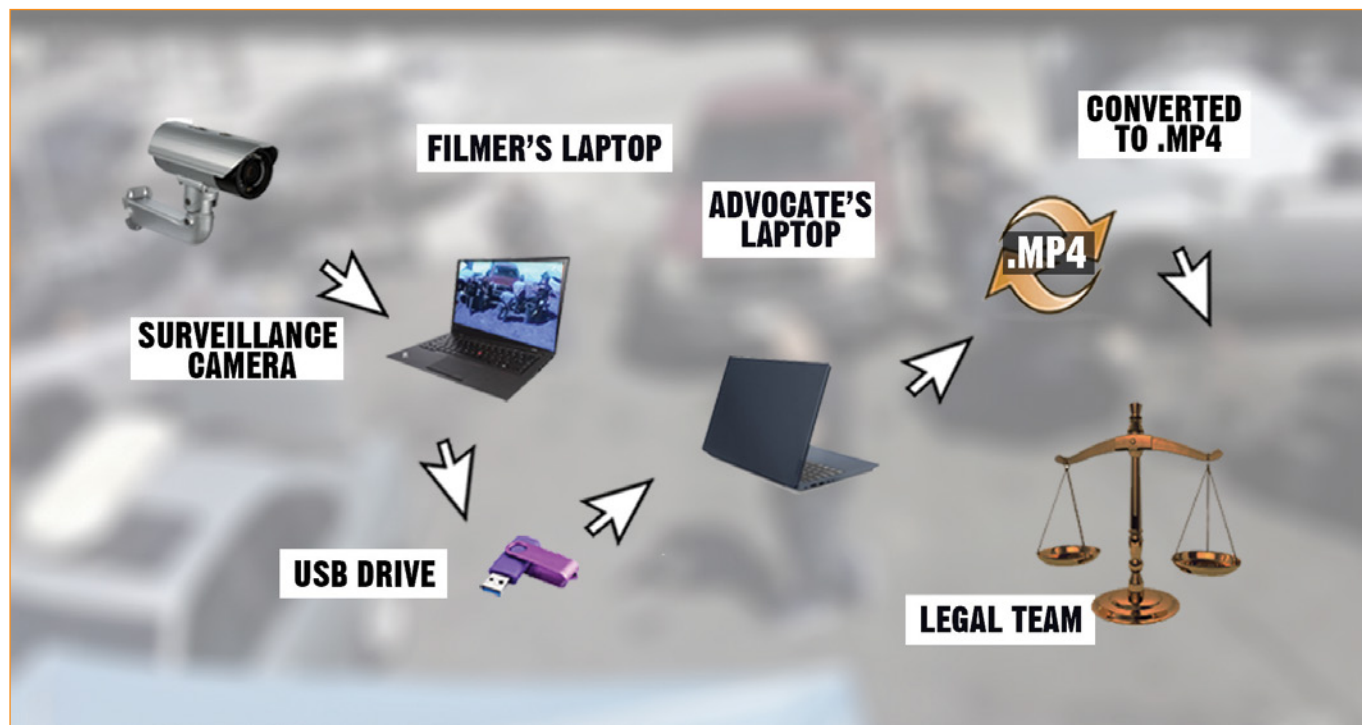 SURVEILLANCE
CAMERA
FILMER'S LAPTOP
USB DRIVE
ADVOCATE'S
LAPTOP
.MP4
CONVERTED
TO .MP4
LEGAL TEAM